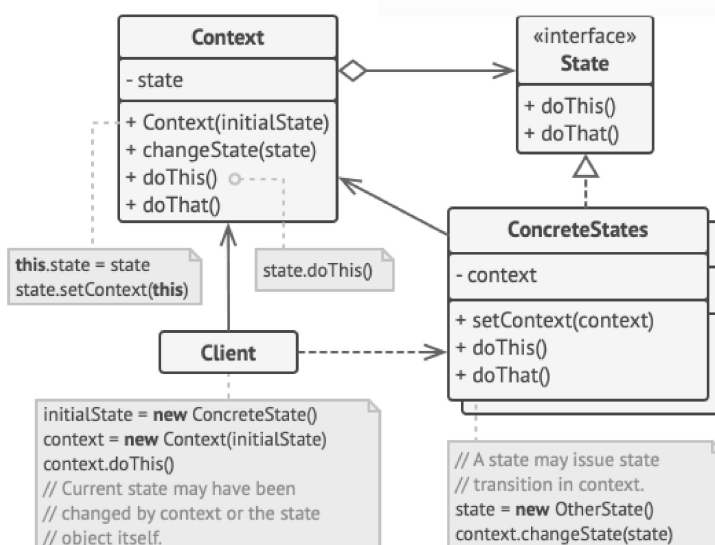 Context
- state
+ Context(initialState)
+ changeState(state)
+ doThis()
+ doThat()
«interface»
State
+ doThis()
+ doThat()
this.state = state
state.setContext(this)
state.doThis()
ConcreteStates
- context
+ setContext(context)
+ doThis()
+ doThat()
Client
initialState = new ConcreteState()
context = new Context(initialState)
context.doThis()
// Current state may have been
// changed by context or the state
// object itself.
// A state may issue state
// transition in context.
state = new OtherState()
context.changeState(state)